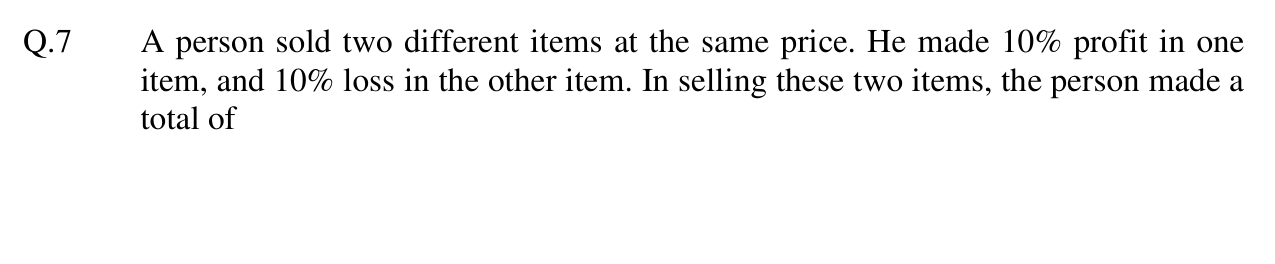 Q.7 A person sold two different items at the same price. He made 10% profit in one
item, and 10% loss in the other item. In selling these two items, the person made a
total of